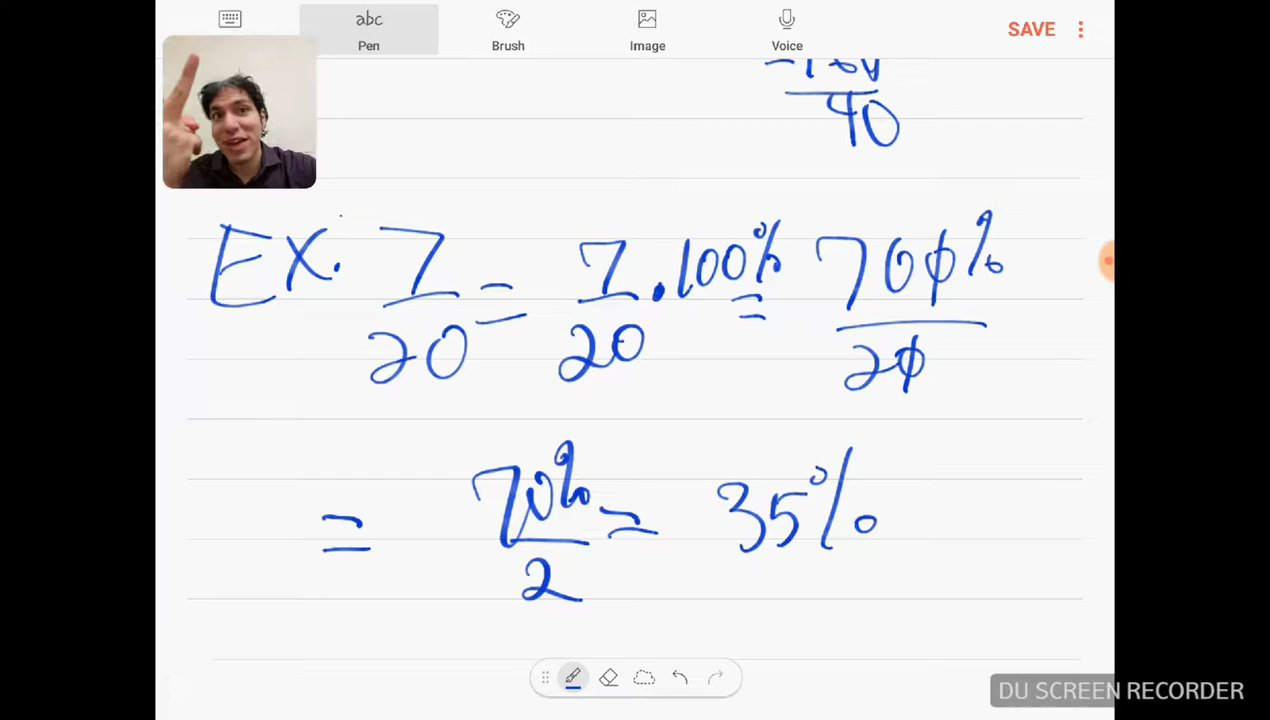 abc
Pen Brush Image Voice SAVE
40
EX. 7/20 = 7/20 . 100% = 700%/20
= 70%/2 = 35%
DU SCREEN RECORDER